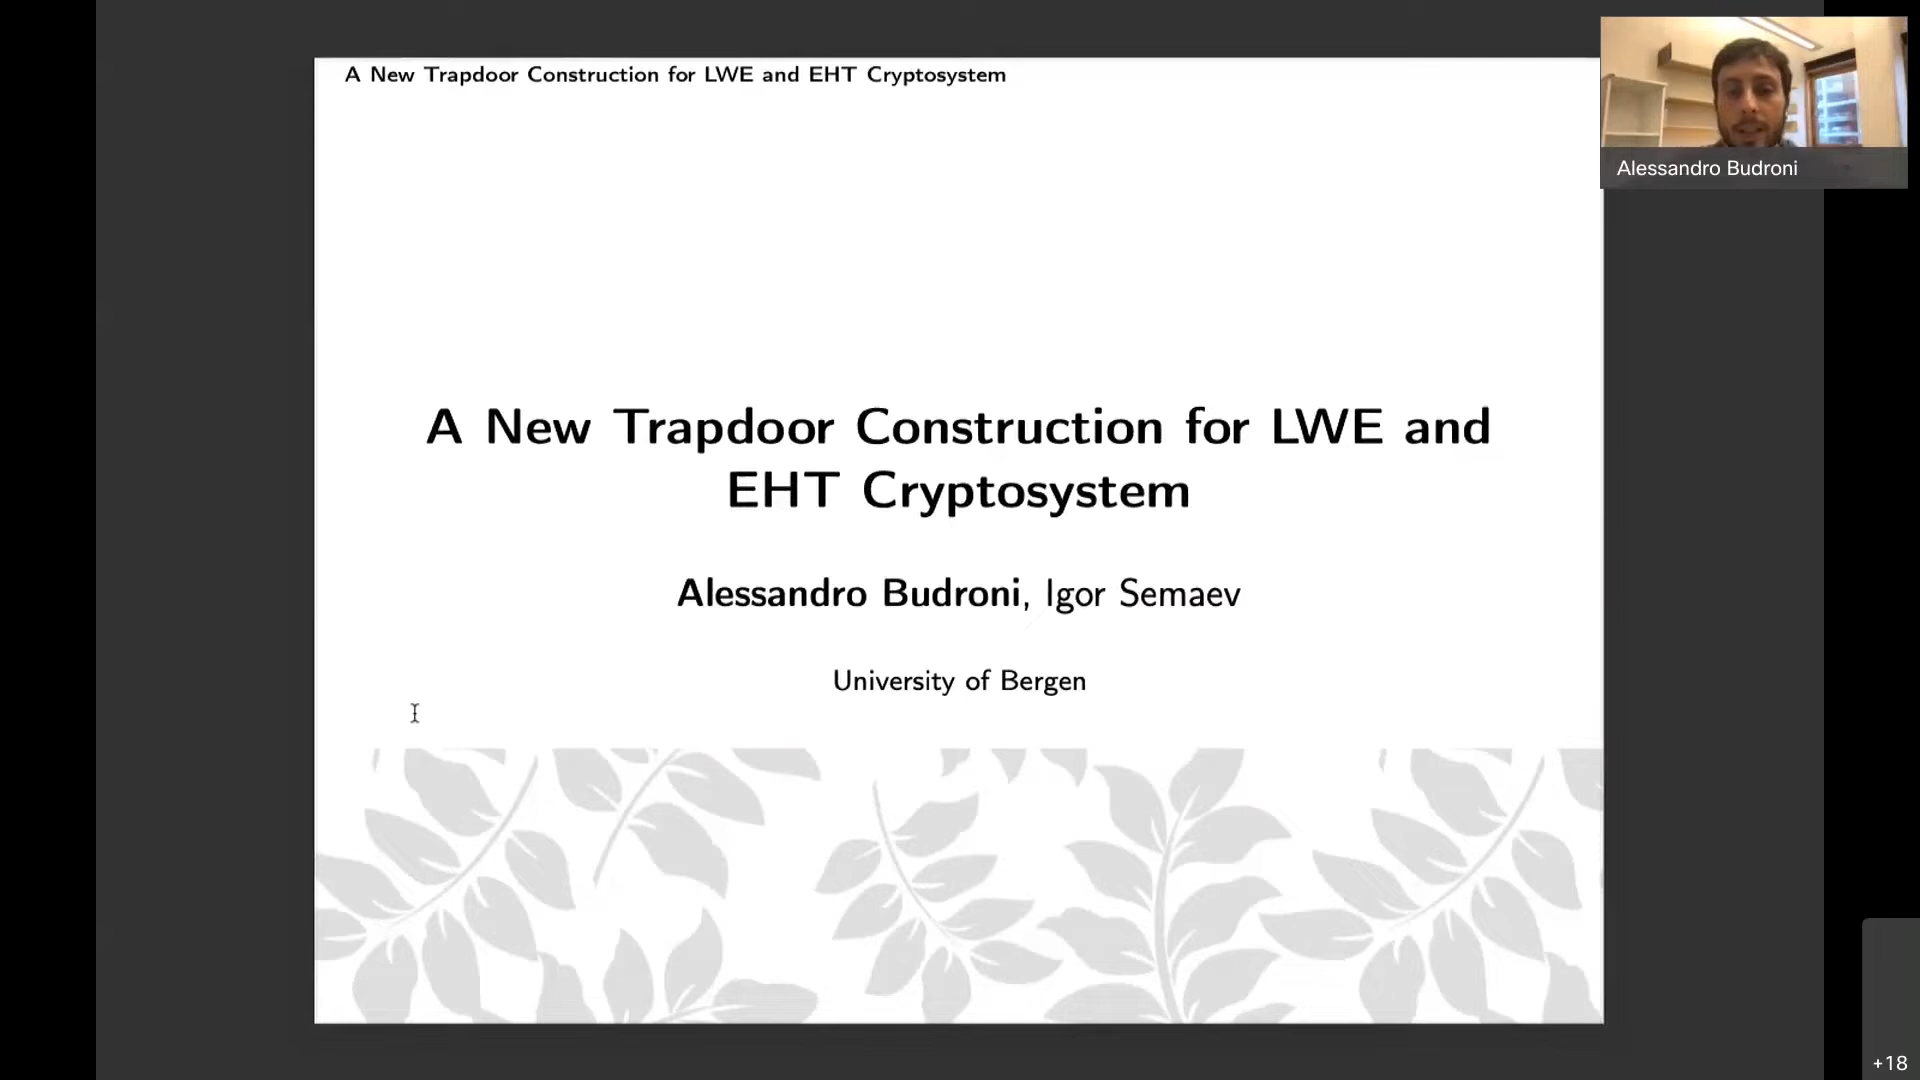 A New Trapdoor Construction for LWE and EHT Cryptosystem
Alessandro Budroni
A New Trapdoor Construction for LWE and
EHT Cryptosystem
Alessandro Budroni, Igor Semaev
University of Bergen
+18